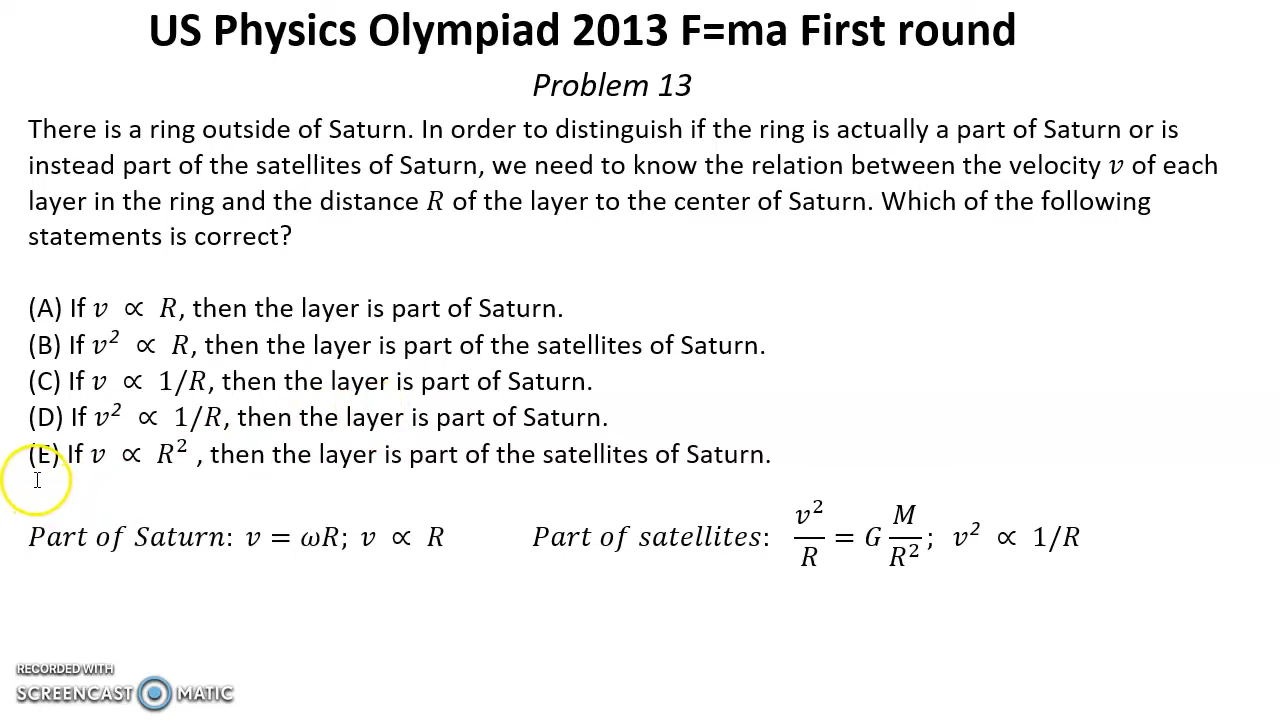 US Physics Olympiad 2013 F=ma First round
Problem 13
There is a ring outside of Saturn. In order to distinguish if the ring is actually a part of Saturn or is
instead part of the satellites of Saturn, we need to know the relation between the velocity v of each
layer in the ring and the distance R of the layer to the center of Saturn. Which of the following
statements is correct?
(A) If v ∝ R, then the layer is part of Saturn.
(B) If v² ∝ R, then the layer is part of the satellites of Saturn.
(C) If v ∝ 1/R, then the layer is part of Saturn.
(D) If v² ∝ 1/R, then the layer is part of Saturn.
(E) If v ∝ R² , then the layer is part of the satellites of Saturn.
Part of Saturn: v = ωR; v ∝ R
Part of satellites: v²/R = G M/R²; v² ∝ 1/R
RECORDED WITH
SCREENCAST MATIC